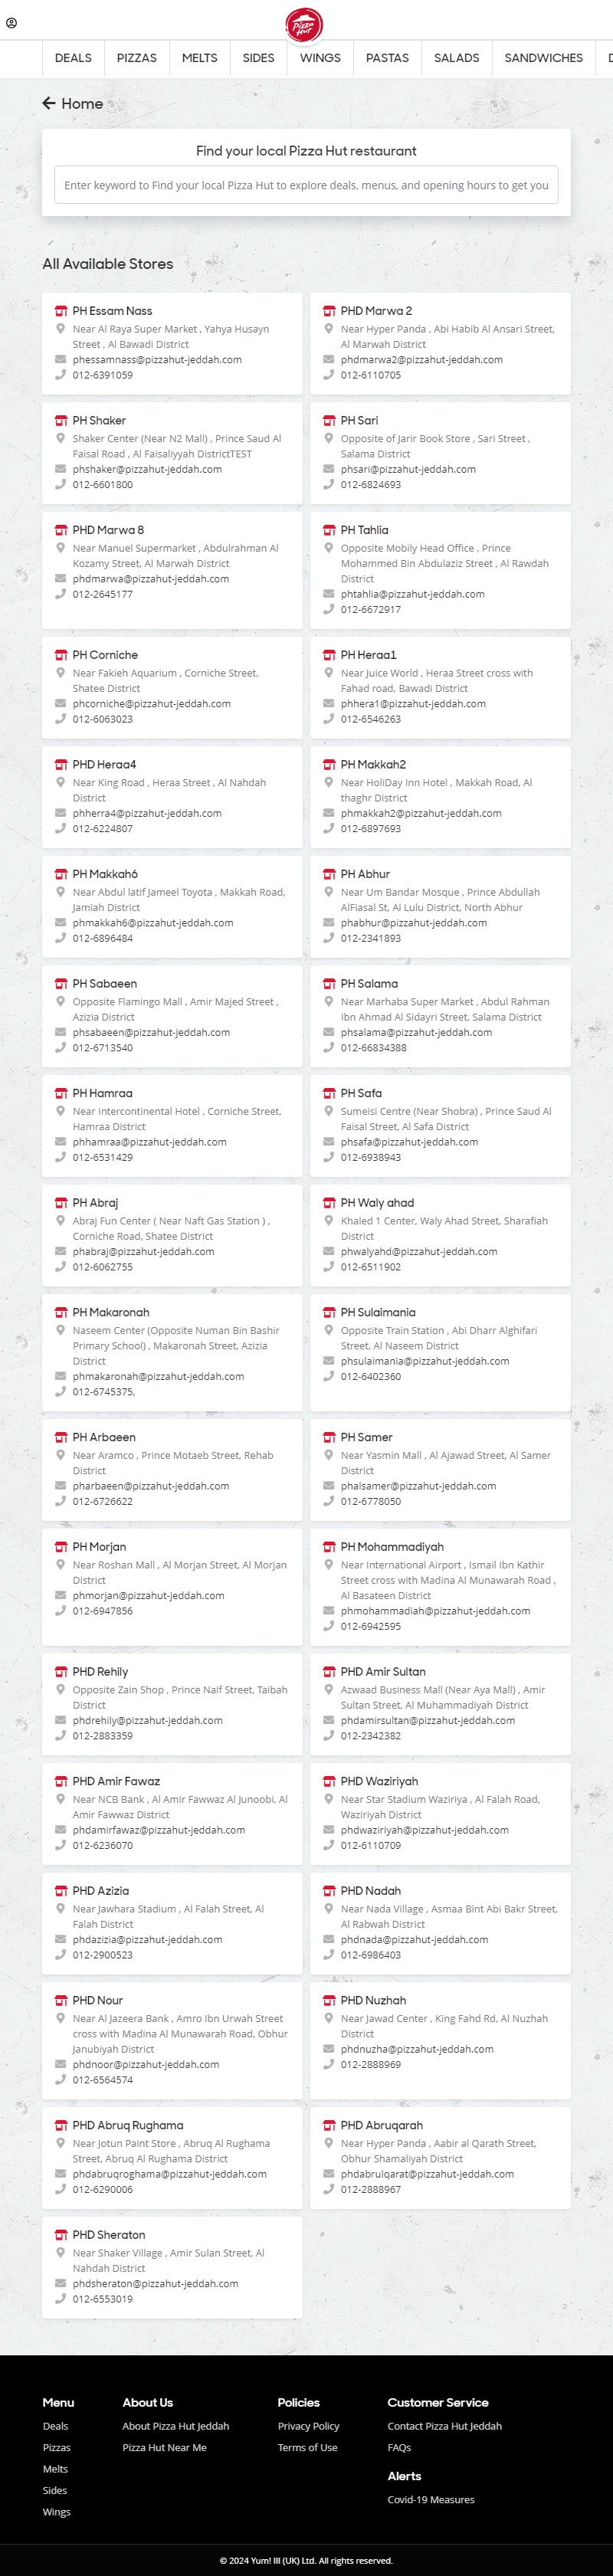 Pizza Hut
DEALS
PIZZAS
MELTS
SIDES
WINGS
PASTAS
SALADS
SANDWICHES
Home
Find your local Pizza Hut restaurant
Enter keyword to Find your local Pizza Hut to explore deals, menus, and opening hours to get you
All Available Stores
PH Essam Nass
Near Al Raya Super Market , Yahya Husayn
Street , Al Bawadi District
phessamnass@pizzahut-jeddah.com
012-6391059
PHD Marwa 2
Near Hyper Panda , Abi Habib Al Ansari Street,
Al Marwah District
phdmarwa2@pizzahut-jeddah.com
012-6110705
PH Shaker
Shaker Center (Near N2 Mall) , Prince Saud Al
Faisal Road , Al Faisaliyyah DistrictTEST
phshaker@pizzahut-jeddah.com
012-6601800
PH Sari
Opposite of Jarir Book Store , Sari Street ,
Salama District
phsari@pizzahut-jeddah.com
012-6824693
PHD Marwa 8
Near Manuel Supermarket , Abdulrahman Al
Kozamy Street, Al Marwah District
phdmarwa@pizzahut-jeddah.com
012-2645177
PH Tahlia
Opposite Mobily Head Office , Prince
Mohammed Bin Abdulaziz Street , Al Rawdah
District
phtahlia@pizzahut-jeddah.com
012-6672917
PH Corniche
Near Fakieh Aquarium , Corniche Street,
Shatee District
phcorniche@pizzahut-jeddah.com
012-6063023
PH Heraa1
Near Juice World , Heraa Street cross with
Fahad road, Bawadi District
phhera1@pizzahut-jeddah.com
012-6546263
PHD Heraa4
Near King Road , Heraa Street , Al Nahdah
District
phherra4@pizzahut-jeddah.com
012-6224807
PH Makkah2
Near HoliDay Inn Hotel , Makkah Road, Al
thaghr District
phmakkah2@pizzahut-jeddah.com
012-6897693
PH Makkah6
Near Abdul latif Jameel Toyota , Makkah Road,
Jamiah District
phmakkah6@pizzahut-jeddah.com
012-6896484
PH Abhur
Near Um Bandar Mosque , Prince Abdullah
AlFiasal St, Al Lulu District, North Abhur
phabhur@pizzahut-jeddah.com
012-2341893
PH Sabaeen
Opposite Flamingo Mall , Amir Majed Street ,
Azizia District
phsabaeen@pizzahut-jeddah.com
012-6713540
PH Salama
Near Marhaba Super Market , Abdul Rahman
Ibn Ahmad Al Sidayri Street, Salama District
phsalama@pizzahut-jeddah.com
012-66834388
PH Hamraa
Near Intercontinental Hotel , Corniche Street,
Hamraa District
phhamraa@pizzahut-jeddah.com
012-6531429
PH Safa
Sumeisi Centre (Near Shobra) , Prince Saud Al
Faisal Street, Al Safa District
phsafa@pizzahut-jeddah.com
012-6938943
PH Abraj
Abraj Fun Center ( Near Naft Gas Station ) ,
Corniche Road, Shatee District
phabraj@pizzahut-jeddah.com
012-6062755
PH Waly ahad
Khaled 1 Center, Waly Ahad Street, Sharafiah
District
phwalyahd@pizzahut-jeddah.com
012-6511902
PH Makaronah
Naseem Center (Opposite Numan Bin Bashir
Primary School) , Makaronah Street, Azizia
District
phmakaronah@pizzahut-jeddah.com
012-6745375,
PH Sulaimania
Opposite Train Station , Abi Dharr Alghifari
Street, Al Naseem District
phsulaimania@pizzahut-jeddah.com
012-6402360
PH Arbaeen
Near Aramco , Prince Motaeb Street, Rehab
District
pharbaeen@pizzahut-jeddah.com
012-6726622
PH Samer
Near Yasmin Mall , Al Ajawad Street, Al Samer
District
phalsamer@pizzahut-jeddah.com
012-6778050
PH Morjan
Near Roshan Mall , Al Morjan Street, Al Morjan
District
phmorjan@pizzahut-jeddah.com
012-6947856
PH Mohammadiyah
Near International Airport , Ismail Ibn Kathir
Street cross with Madina Al Munawarah Road ,
Al Basateen District
phmohammadiah@pizzahut-jeddah.com
012-6942595
PHD Rehily
Opposite Zain Shop , Prince Naif Street, Taibah
District
phdrehily@pizzahut-jeddah.com
012-2883359
PHD Amir Sultan
Azwaad Business Mall (Near Aya Mall) , Amir
Sultan Street, Al Muhammadiyah District
phdamirsultan@pizzahut-jeddah.com
012-2342382
PHD Amir Fawaz
Near NCB Bank , Al Amir Fawwaz Al Junoobi, Al
Amir Fawwaz District
phdamirfawaz@pizzahut-jeddah.com
012-6236070
PHD Waziriyah
Near Star Stadium Waziriya , Al Falah Road,
Waziriyah District
phdwaziriyah@pizzahut-jeddah.com
012-6110709
PHD Azizia
Near Jawhara Stadium , Al Falah Street, Al
Falah District
phdazizia@pizzahut-jeddah.com
012-2900523
PHD Nadah
Near Nada Village , Asmaa Bint Abi Bakr Street,
Al Rabwah District
phdnada@pizzahut-jeddah.com
012-6986403
PHD Nour
Near Al Jazeera Bank , Amro Ibn Urwah Street
cross with Madina Al Munawarah Road, Obhur
Janubiyah District
phdnoor@pizzahut-jeddah.com
012-6564574
PHD Nuzhah
Near Jawad Center , King Fahd Rd, Al Nuzhah
District
phdnuzha@pizzahut-jeddah.com
012-2888969
PHD Abruq Rughama
Near Jotun Paint Store , Abruq Al Rughama
Street, Abruq Al Rughama District
phdabruqroghama@pizzahut-jeddah.com
012-6290006
PHD Abruqarah
Near Hyper Panda , Aabir al Qarath Street,
Obhur Shamaliyah District
phdabrulqarat@pizzahut-jeddah.com
012-2888967
PHD Sheraton
Near Shaker Village , Amir Sulan Street, Al
Nahdah District
phdsheraton@pizzahut-jeddah.com
012-6553019
Menu
Deals
Pizzas
Melts
Sides
Wings
About Us
About Pizza Hut Jeddah
Pizza Hut Near Me
Policies
Privacy Policy
Terms of Use
Customer Service
Contact Pizza Hut Jeddah
FAQs
Alerts
Covid-19 Measures
© 2024 Yum! III (UK) Ltd. All rights reserved.